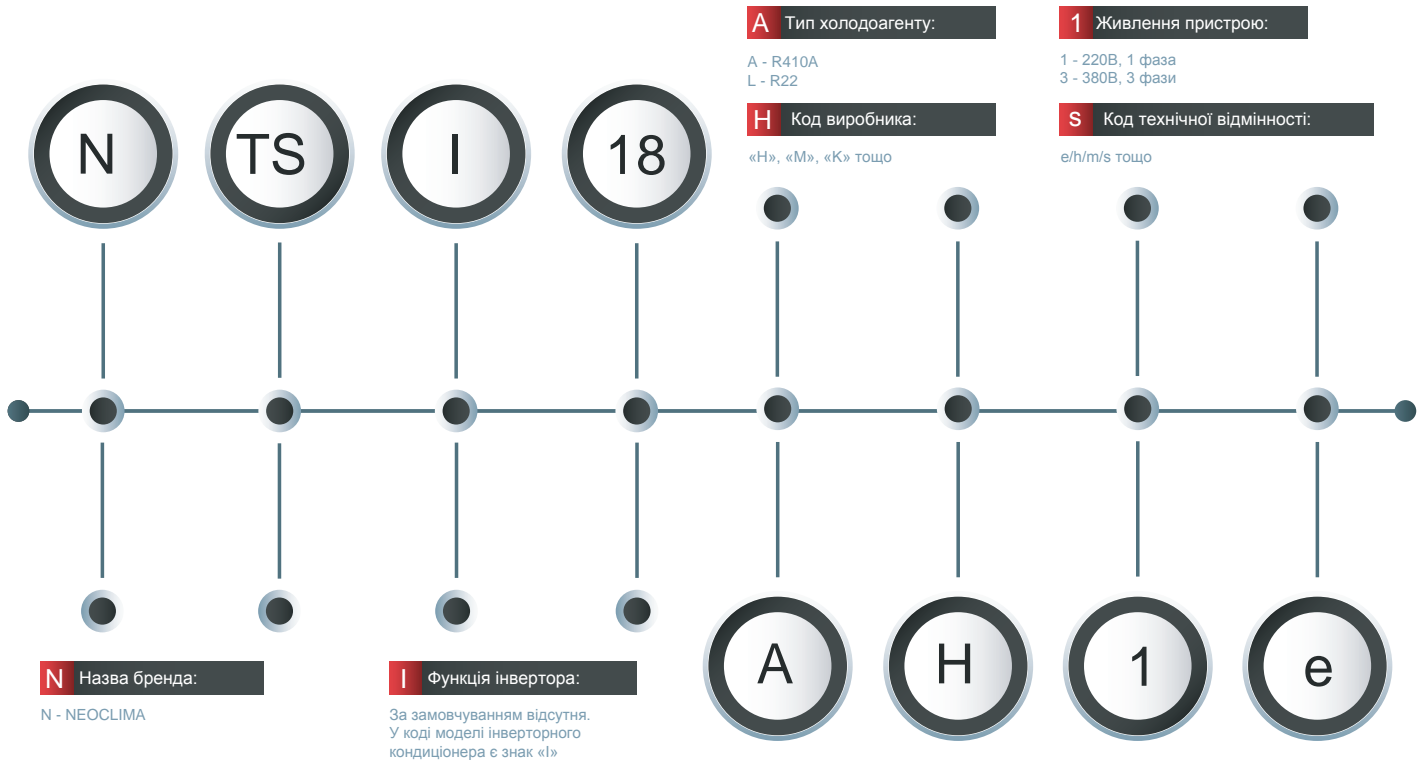 A Тип холодоагенту:
A - R410A
L - R22
1 Живлення пристрою:
1 - 220В, 1 фаза
3 - 380В, 3 фази
H Код виробника:
«H», «M», «K» тощо
s Код технічної відмінності:
e/h/m/s тощо
N TS I 18
A H 1 e
N Назва бренда:
N - NEOCLIMA
I Функція інвертора:
За замовчуванням відсутня.
У коді моделі інверторного
кондиціонера є знак «I»